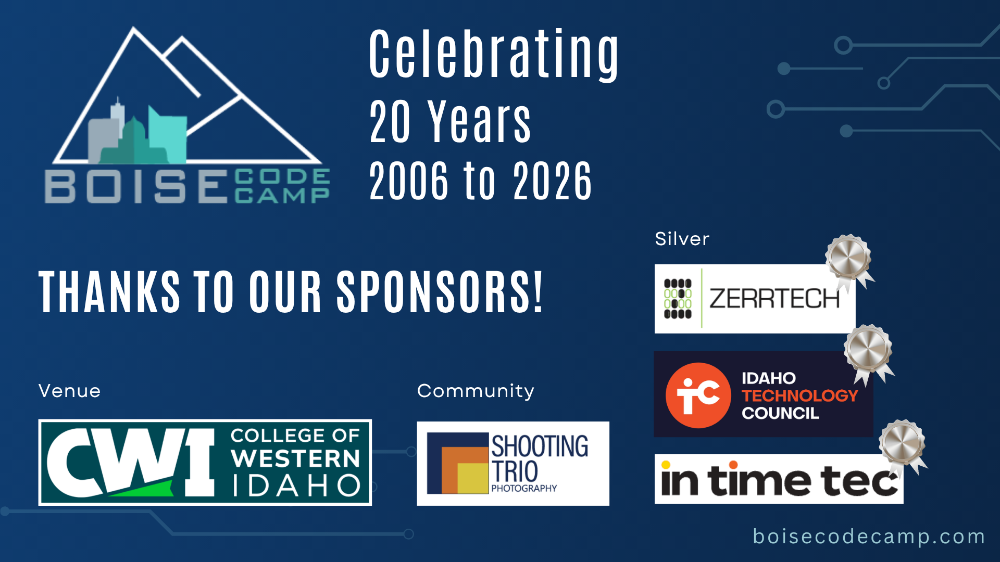 BOISE CODE CAMP
Celebrating
20 Years
2006 to 2026
THANKS TO OUR SPONSORS!
Venue
CWI
COLLEGE OF
WESTERN
IDAHO
Community
SHOOTING
TRIO
PHOTOGRAPHY
Silver
ZERRTECH
itc
IDAHO
TECHNOLOGY
COUNCIL
in time tec
boisecodecamp.com